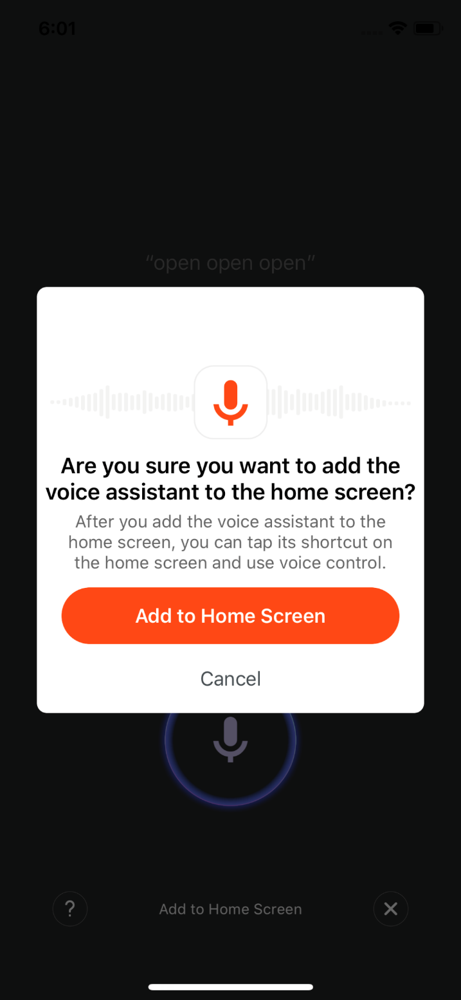 6:01
“open open open”
Are you sure you want to add the
voice assistant to the home screen?
After you add the voice assistant to the
home screen, you can tap its shortcut on
the home screen and use voice control.
Add to Home Screen
Cancel
? Add to Home Screen